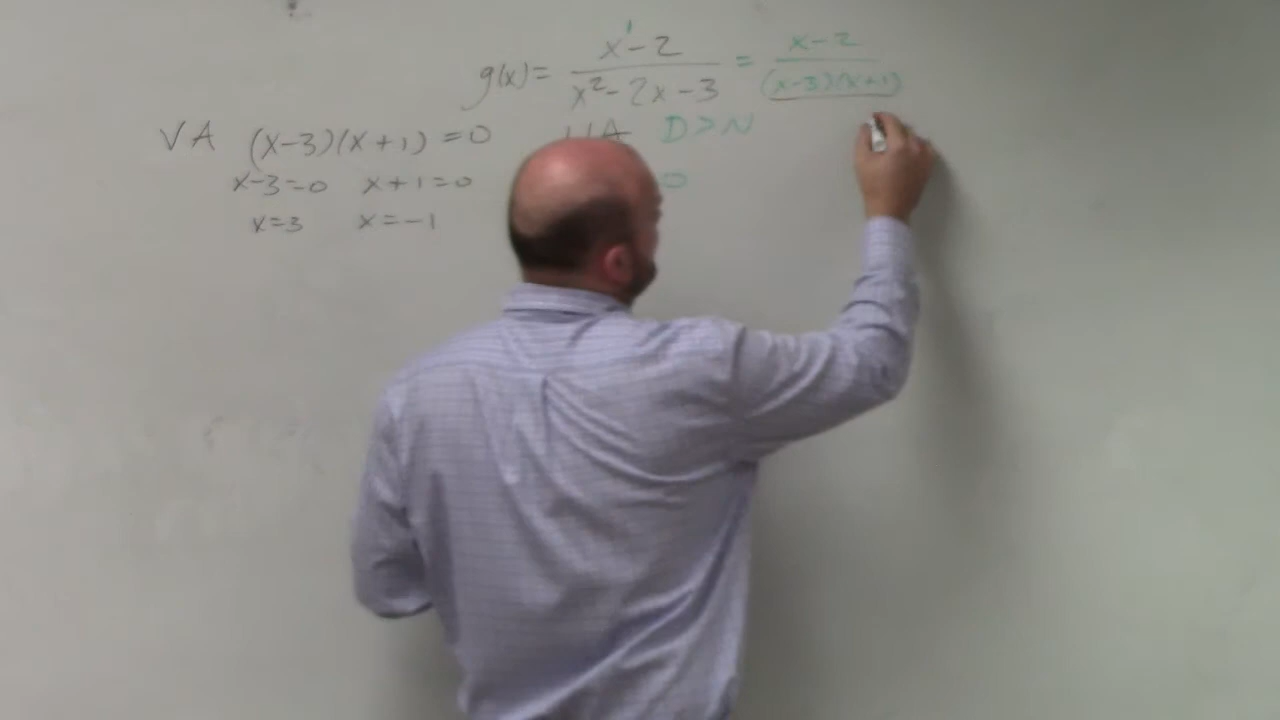 g(x) = x¹-2 / x²-2x-3 = x-2 / (x-3)(x+1)
VA (x-3)(x+1) = 0 HA D>N
x-3=0 x+1=0 0
x=3 x=-1